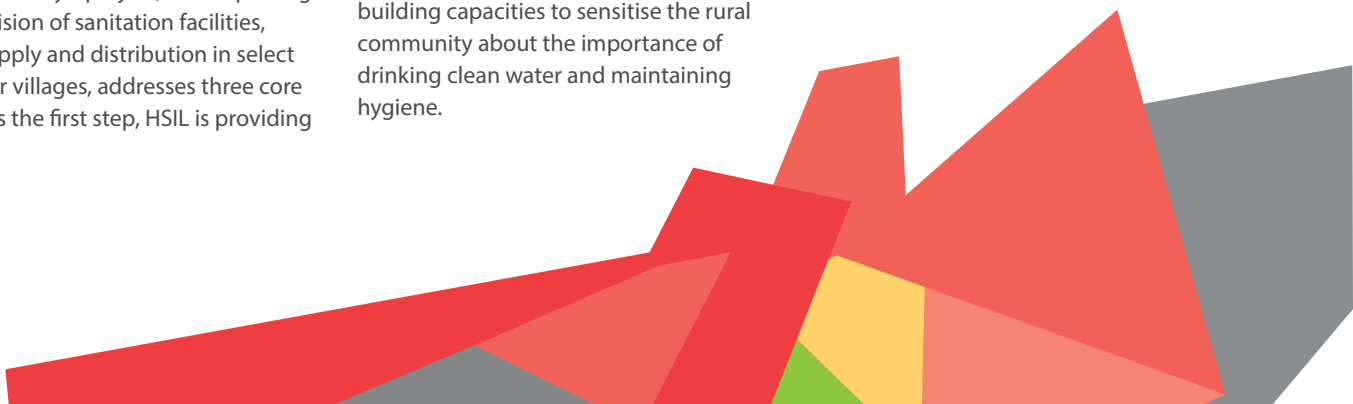 ision of sanitation facilities,
pply and distribution in select
r villages, addresses three core
s the first step, HSIL is providing
building capacities to sensitise the rural
community about the importance of
drinking clean water and maintaining
hygiene.